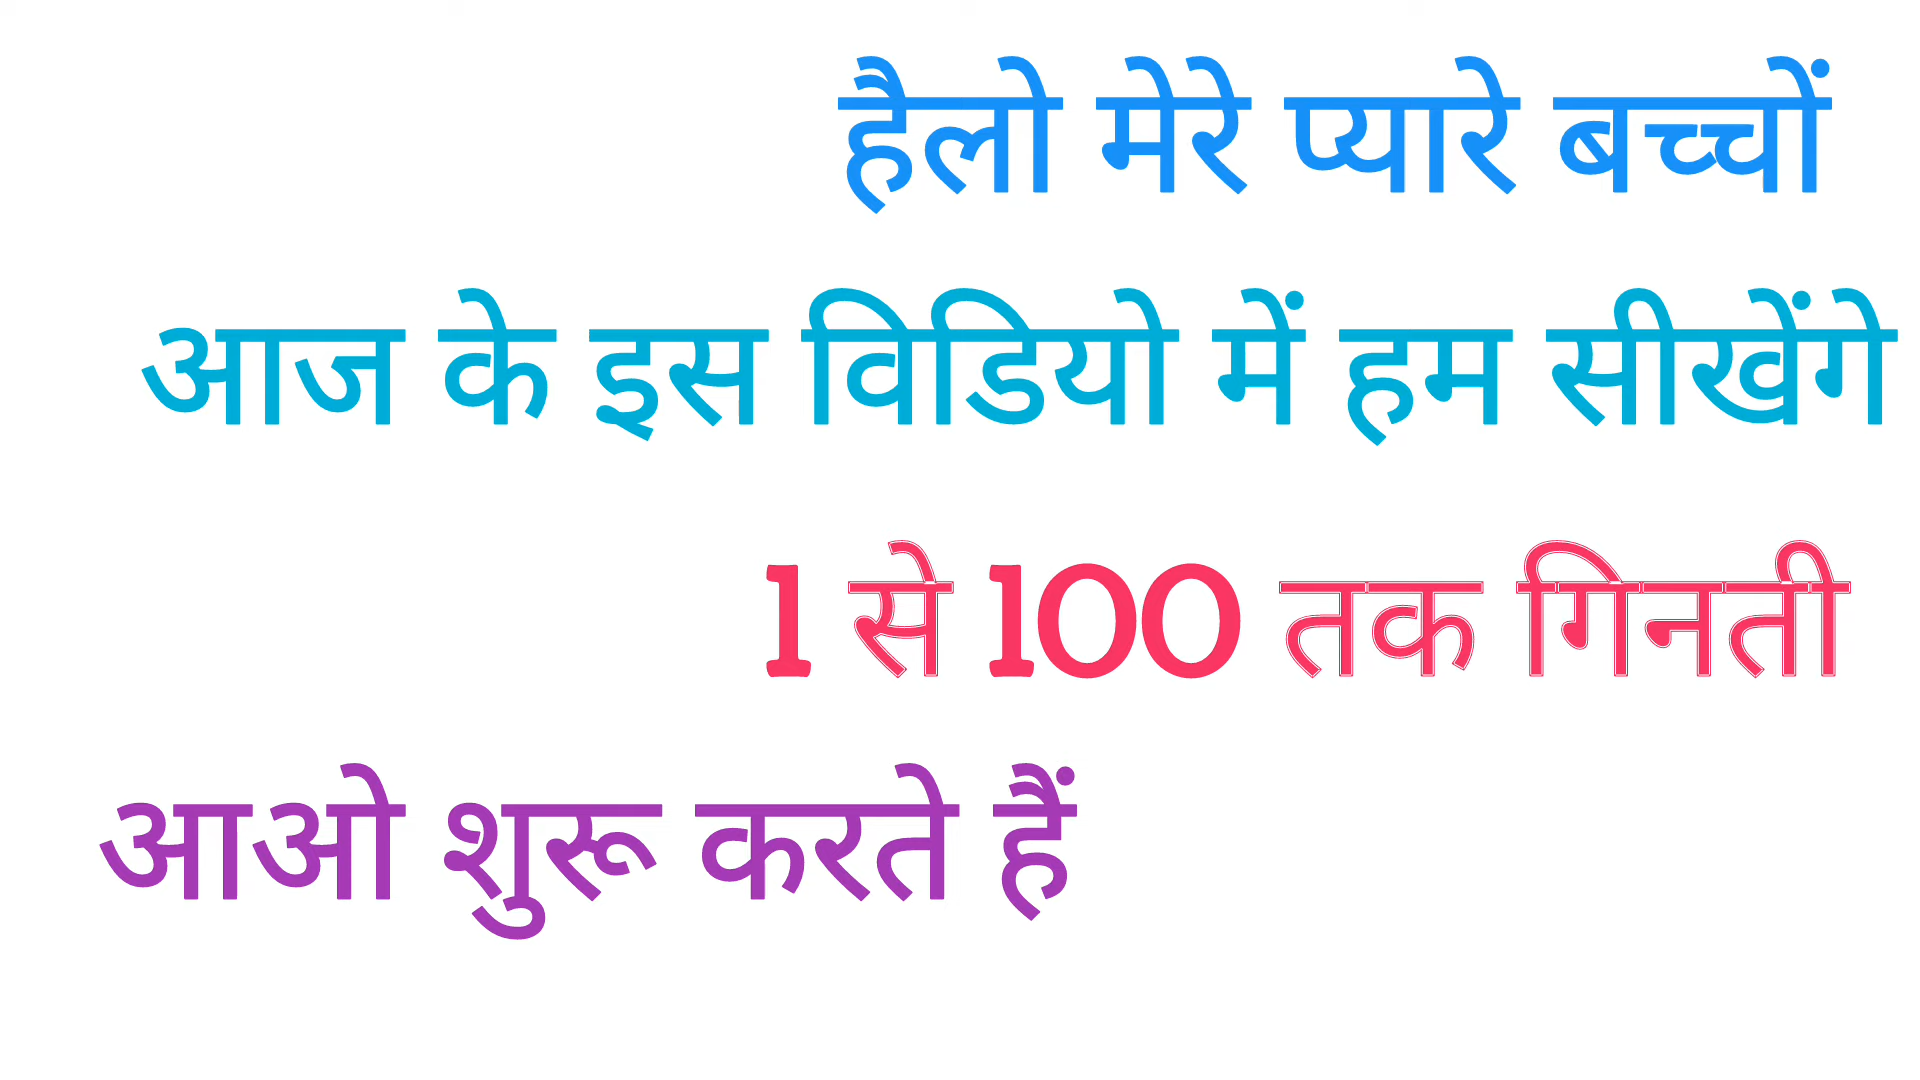 हैलो मेरे प्यारे बच्चों
आज के इस विडियो में हम सीखेंगे
1 से 100 तक गिनती
आओ शुरू करते हैं